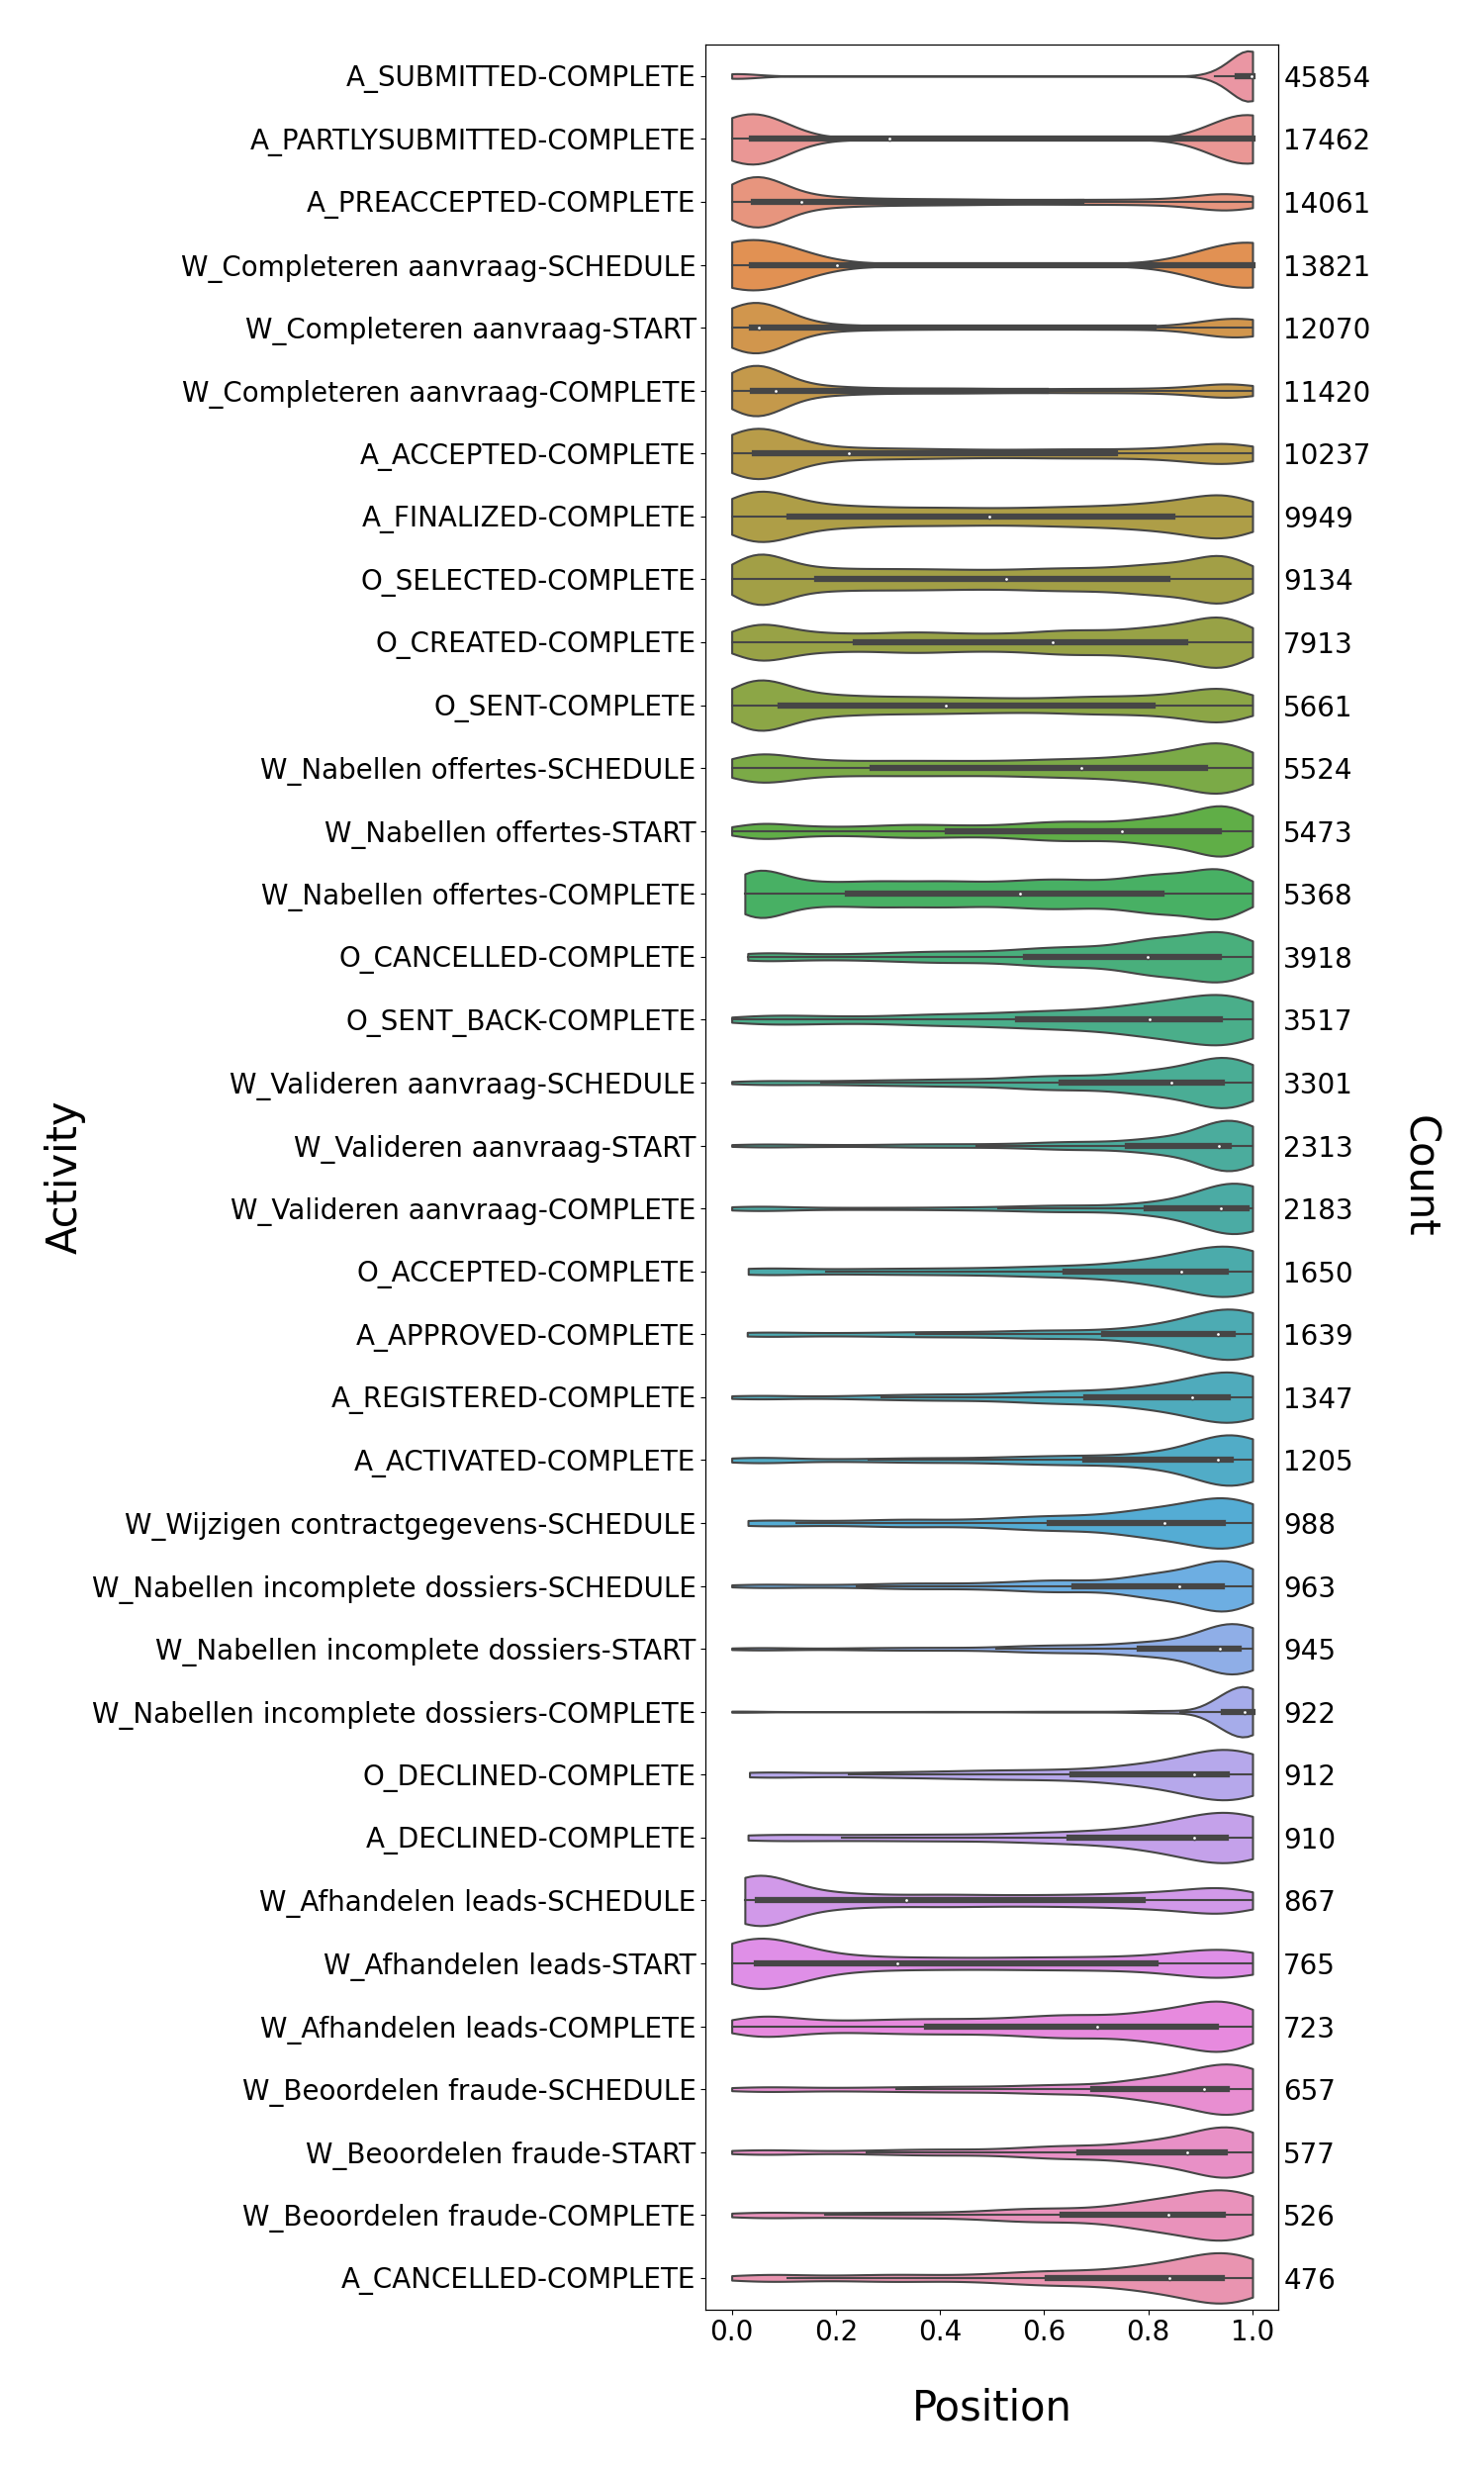 A_SUBMITTED-COMPLETE 45854
A_PARTLYSUBMITTED-COMPLETE 17462
A_PREACCEPTED-COMPLETE 14061
W_Completeren aanvraag-SCHEDULE 13821
W_Completeren aanvraag-START 12070
W_Completeren aanvraag-COMPLETE 11420
A_ACCEPTED-COMPLETE 10237
A_FINALIZED-COMPLETE 9949
O_SELECTED-COMPLETE 9134
O_CREATED-COMPLETE 7913
O_SENT-COMPLETE 5661
W_Nabellen offertes-SCHEDULE 5524
W_Nabellen offertes-START 5473
W_Nabellen offertes-COMPLETE 5368
O_CANCELLED-COMPLETE 3918
O_SENT_BACK-COMPLETE 3517
W_Valideren aanvraag-SCHEDULE 3301
W_Valideren aanvraag-START 2313
W_Valideren aanvraag-COMPLETE 2183
O_ACCEPTED-COMPLETE 1650
A_APPROVED-COMPLETE 1639
A_REGISTERED-COMPLETE 1347
A_ACTIVATED-COMPLETE 1205
W_Wijzigen contractgegevens-SCHEDULE 988
W_Nabellen incomplete dossiers-SCHEDULE 963
W_Nabellen incomplete dossiers-START 945
W_Nabellen incomplete dossiers-COMPLETE 922
O_DECLINED-COMPLETE 912
A_DECLINED-COMPLETE 910
W_Afhandelen leads-SCHEDULE 867
W_Afhandelen leads-START 765
W_Afhandelen leads-COMPLETE 723
W_Beoordelen fraude-SCHEDULE 657
W_Beoordelen fraude-START 577
W_Beoordelen fraude-COMPLETE 526
A_CANCELLED-COMPLETE 476
0.0 0.2 0.4 0.6 0.8 1.0
Position
Activity
Count